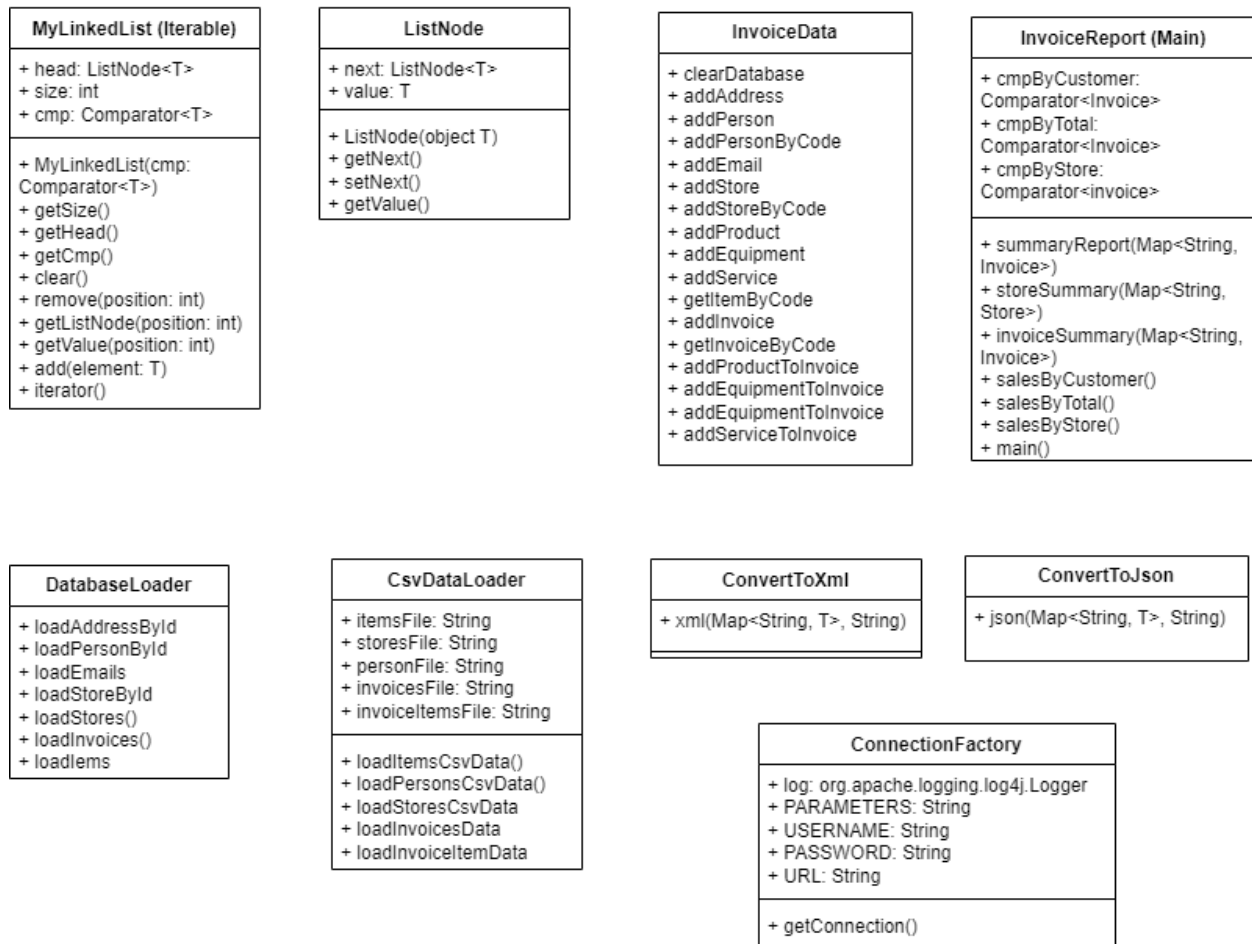 MyLinkedList (Iterable)
+ head: ListNode<T>
+ size: int
+ cmp: Comparator<T>
+ MyLinkedList(cmp:
Comparator<T>)
+ getSize()
+ getHead()
+ getCmp()
+ clear()
+ remove(position: int)
+ getListNode(position: int)
+ getValue(position: int)
+ add(element: T)
+ iterator()
ListNode
+ next: ListNode<T>
+ value: T
+ ListNode(object T)
+ getNext()
+ setNext()
+ getValue()
InvoiceData
+ clearDatabase
+ addAddress
+ addPerson
+ addPersonByCode
+ addEmail
+ addStore
+ addStoreByCode
+ addProduct
+ addEquipment
+ addService
+ getItemByCode
+ addInvoice
+ getInvoiceByCode
+ addProductToInvoice
+ addEquipmentToInvoice
+ addEquipmentToInvoice
+ addServiceToInvoice
InvoiceReport (Main)
+ cmpByCustomer:
Comparator<Invoice>
+ cmpByTotal:
Comparator<Invoice>
+ cmpByStore:
Comparator<invoice>
+ summaryReport(Map<String,
Invoice>)
+ storeSummary(Map<String,
Store>)
+ invoiceSummary(Map<String,
Invoice>)
+ salesByCustomer()
+ salesByTotal()
+ salesByStore()
+ main()
DatabaseLoader
+ loadAddressById
+ loadPersonById
+ loadEmails
+ loadStoreById
+ loadStores()
+ loadInvoices()
+ loadIems
CsvDataLoader
+ itemsFile: String
+ storesFile: String
+ personFile: String
+ invoicesFile: String
+ invoiceItemsFile: String
+ loadItemsCsvData()
+ loadPersonsCsvData()
+ loadStoresCsvData
+ loadInvoicesData
+ loadInvoiceItemData
ConvertToXml
+ xml(Map<String, T>, String)
ConvertToJson
+ json(Map<String, T>, String)
ConnectionFactory
+ log: org.apache.logging.log4j.Logger
+ PARAMETERS: String
+ USERNAME: String
+ PASSWORD: String
+ URL: String
+ getConnection()